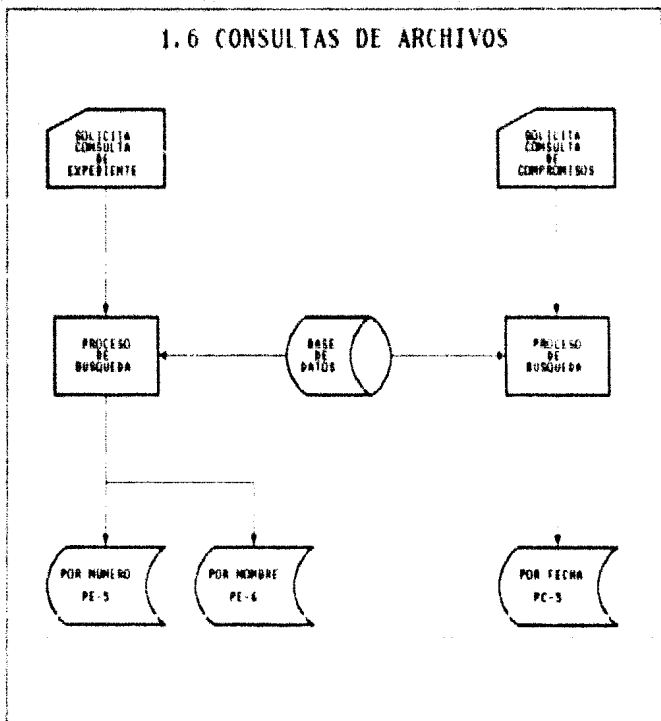 1.6 CONSULTAS DE ARCHIVOS
SOLICITA
CONSULTA
DE
EXPEDIENTE
SOLICITA
CONSULTA
DE
COMPROMISOS
PROCESO
DE
BUSQUEDA
BASE
DE
DATOS
PROCESO
DE
BUSQUEDA
POR NUMERO
PE-5
POR NOMBRE
PE-6
POR FECHA
PC-5